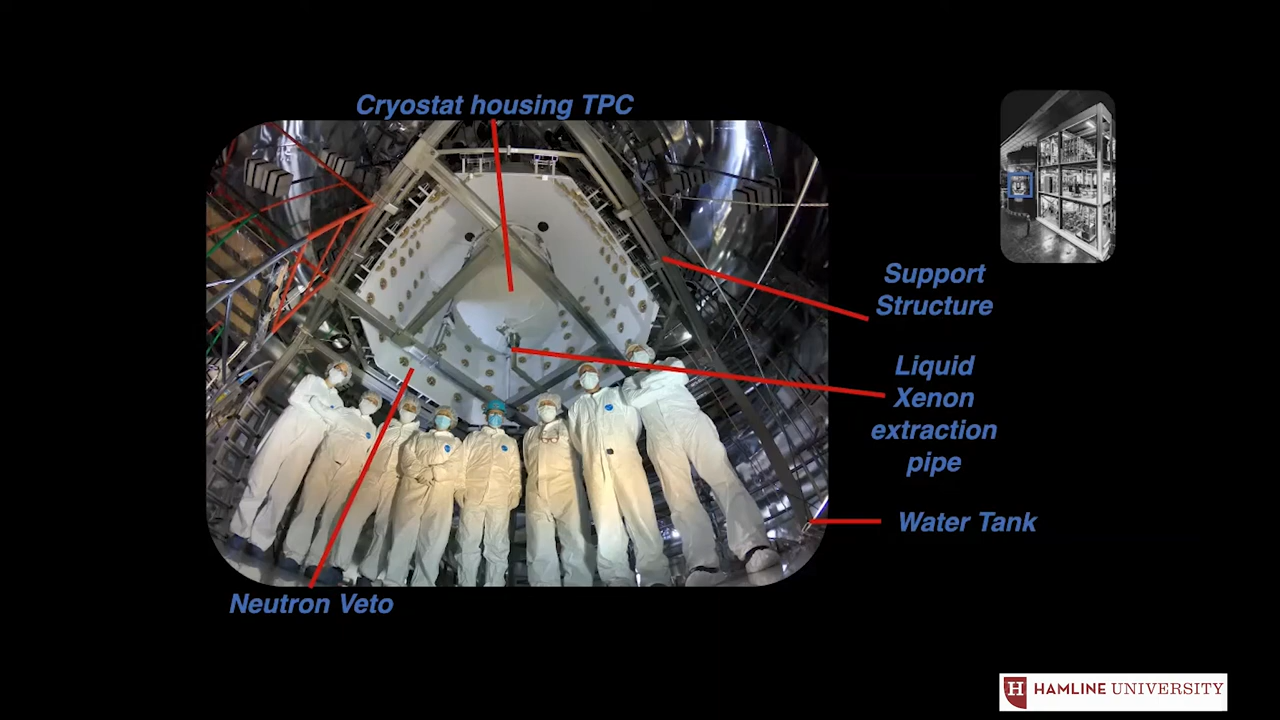 Cryostat housing TPC
Support
Structure
Liquid
Xenon
extraction
pipe
Water Tank
Neutron Veto
H HAMLINE UNIVERSITY